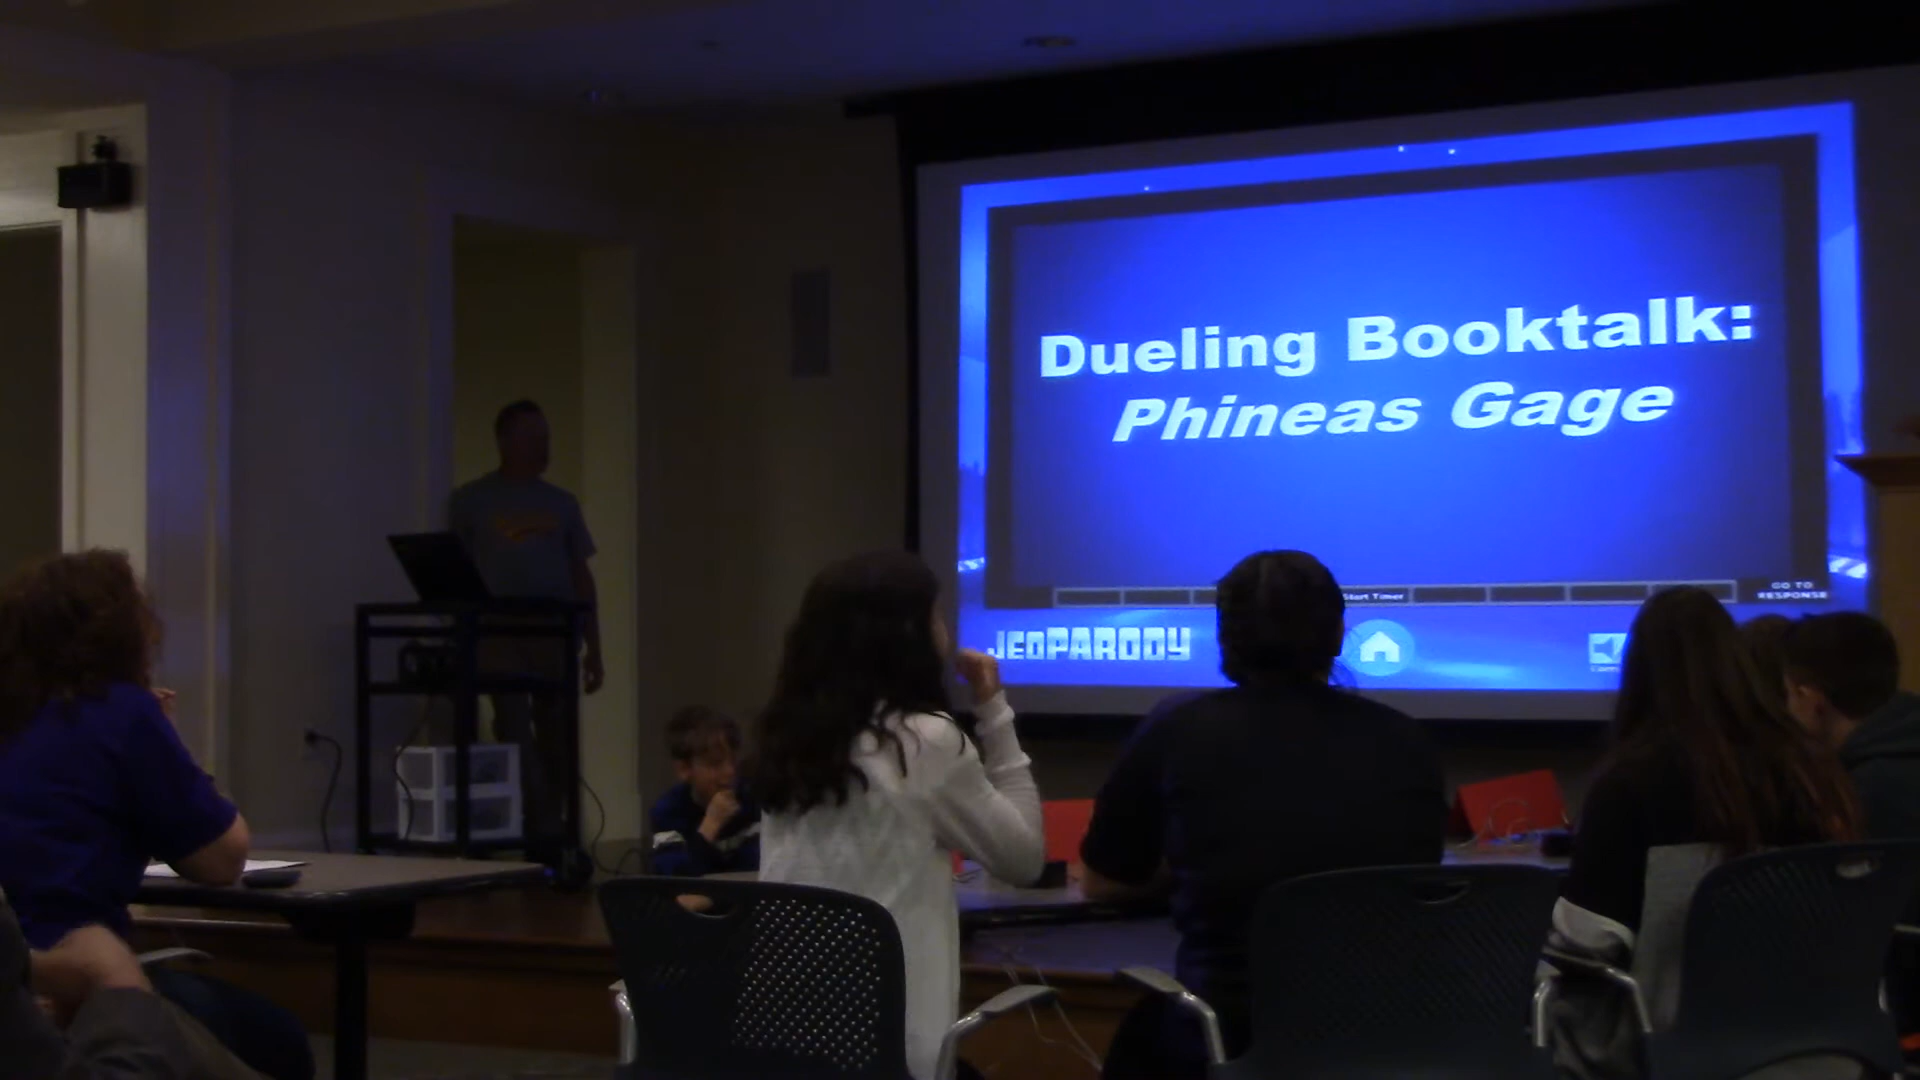 Dueling Booktalk:
Phineas Gage
Start Timer
GO TO
RESPONSE
JEOPARODY